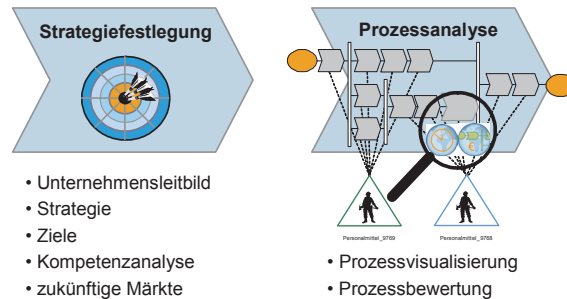 Strategiefestlegung
• Unternehmensleitbild
• Strategie
• Ziele
• Kompetenzanalyse
• zukünftige Märkte
Prozessanalyse
€
Personalmittel_9769
Personalmittel_9768
• Prozessvisualisierung
• Prozessbewertung